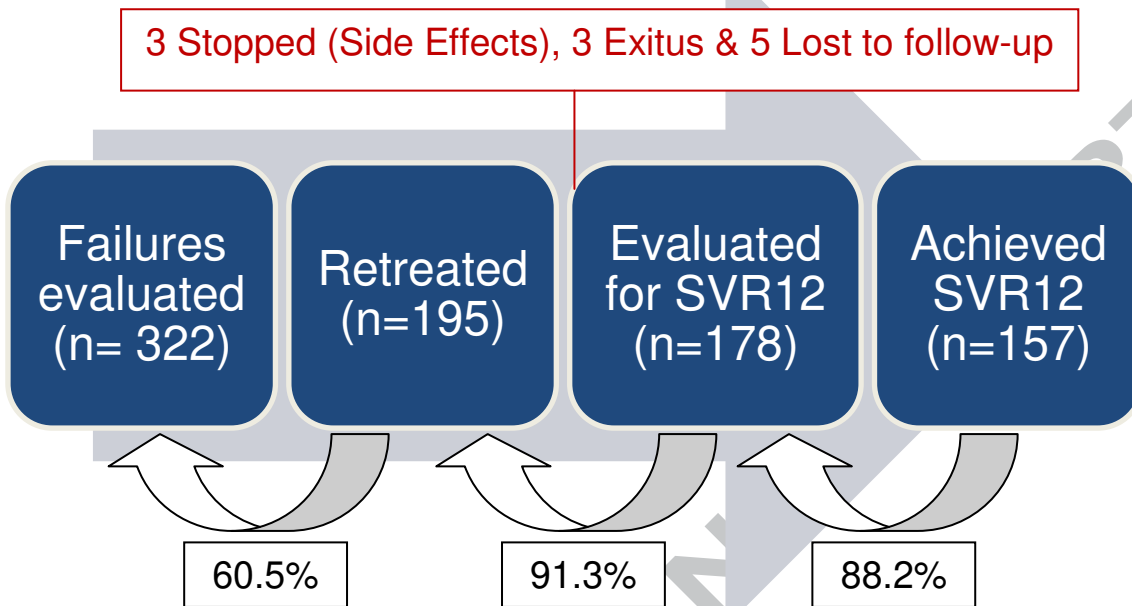 3 Stopped (Side Effects), 3 Exitus & 5 Lost to follow-up
Failures
evaluated
(n= 322)
Retreated
(n=195)
Evaluated
for SVR12
(n=178)
Achieved
SVR12
(n=157)
60.5%
91.3%
88.2%